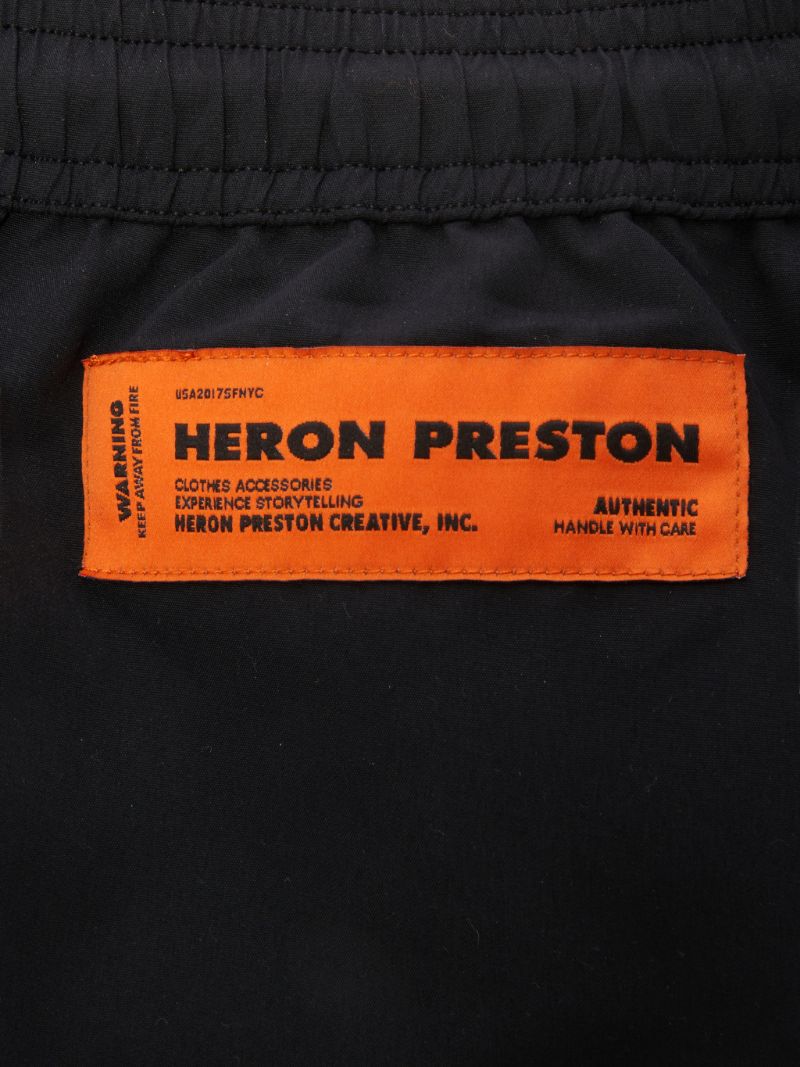 WARNING
KEEP AWAY FROM FIRE
USA2017SFNYC
HERON PRESTON
CLOTHES ACCESSORIES
EXPERIENCE STORYTELLING
HERON PRESTON CREATIVE, INC.
AUTHENTIC
HANDLE WITH CARE